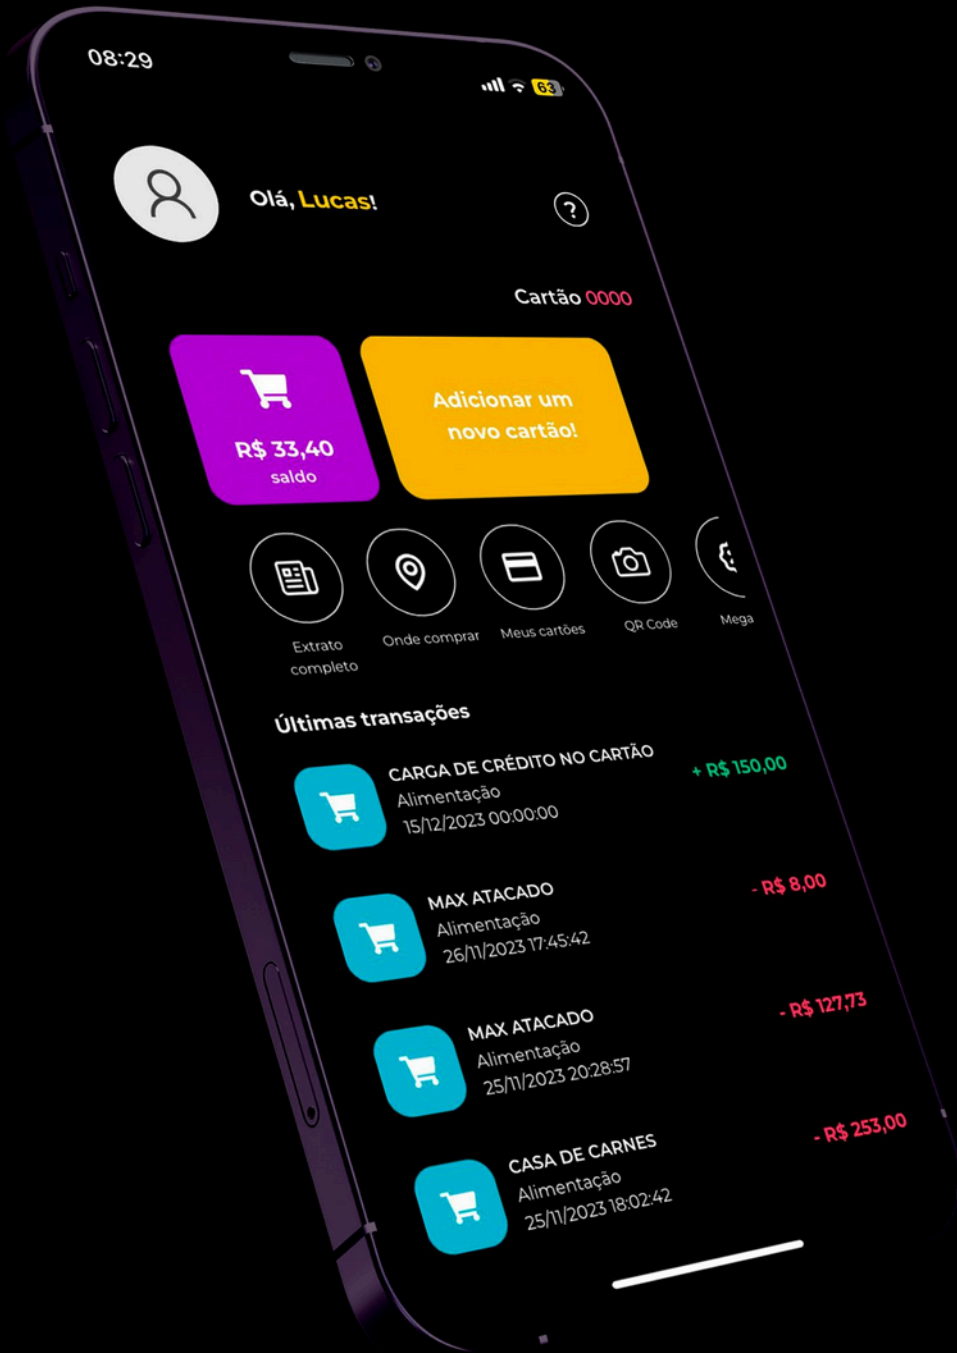 08:29
63
Olá, Lucas!
?
Cartão 0000
R$ 33,40
saldo
Adicionar um
novo cartão!
Extrato
completo
Onde comprar
Meus cartões
QR Code
Mega
Últimas transações
CARGA DE CRÉDITO NO CARTÃO
Alimentação
15/12/2023 00:00:00
+ R$ 150,00
MAX ATACADO
Alimentação
26/11/2023 17:45:42
- R$ 8,00
MAX ATACADO
Alimentação
25/11/2023 20:28:57
- R$ 127,73
CASA DE CARNES
Alimentação
25/11/2023 18:02:42
- R$ 253,00